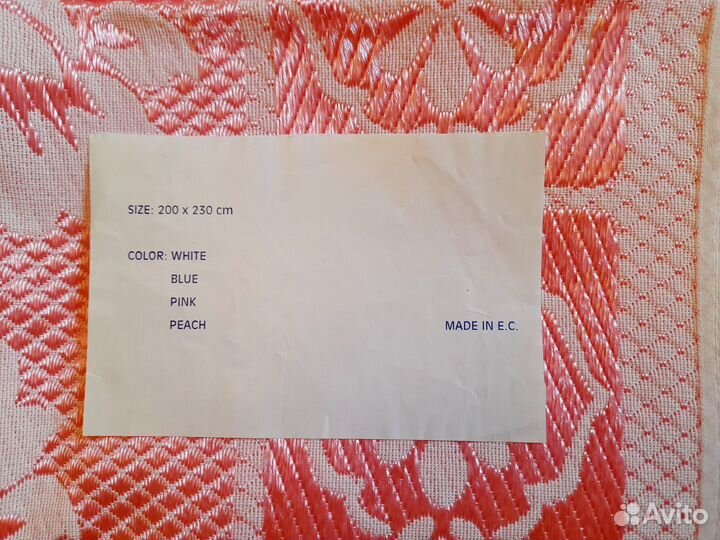 SIZE: 200 x 230 cm
COLOR: WHITE
BLUE
PINK
PEACH
MADE IN E.C.
Avito